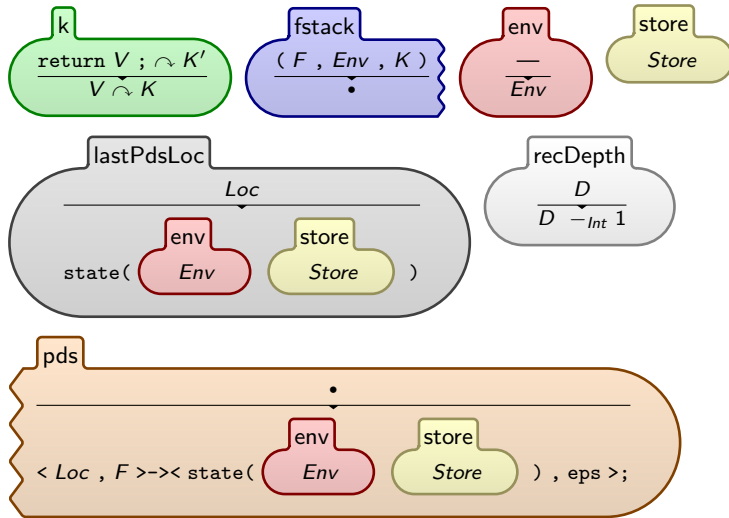 k fstack env store
return V ; ↷ K′ ( F , Env , K ) — Store
V ↷ K • Env
lastPdsLoc recDepth
Loc D
env store D −Int 1
state( Env Store )
pds
•
env store
< Loc , F >-><state( Env Store ) , eps >;